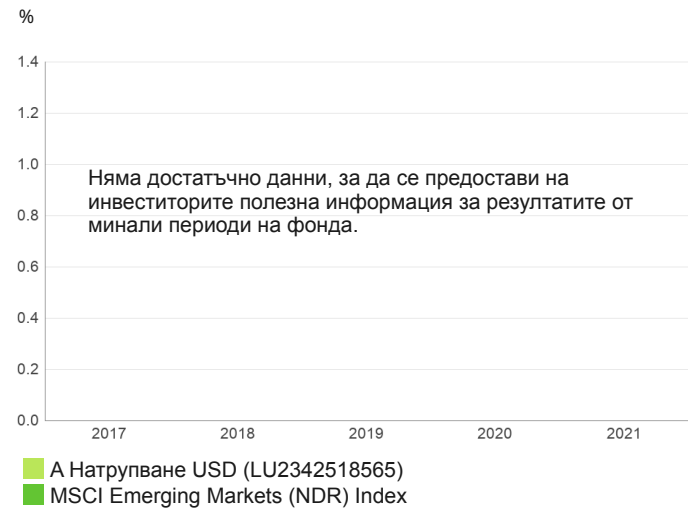 %
1.4
1.2
1.0
Няма достатъчно данни, за да се предостави на
инвеститорите полезна информация за резултатите от
0.8
минали периоди на фонда.
0.6
0.4
0.2
0.0
2017 2018 2019 2020 2021
А Натрупване USD (LU2342518565)
MSCI Emerging Markets (NDR) Index